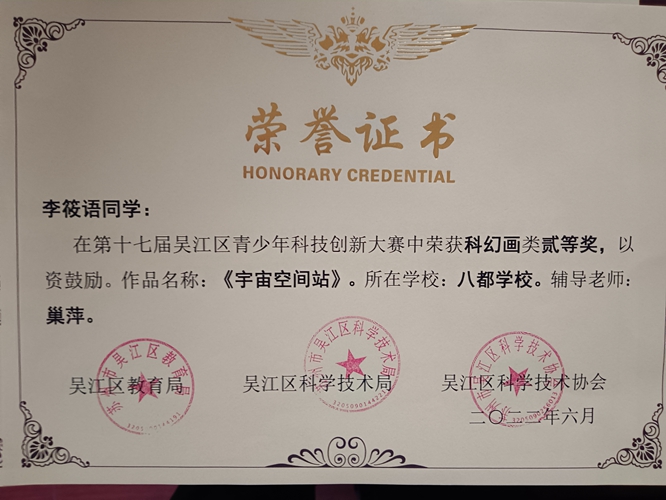 荣誉证书
HONORARY CREDENTIAL
李筱语同学：
在第十七届吴江区青少年科技创新大赛中荣获科幻画类贰等奖，以
资鼓励。作品名称：《宇宙空间站》。所在学校：八都学校。辅导老师：
巢萍。
吴江区教育局 吴江区科学技术局 吴江区科学技术协会
二〇二二年六月